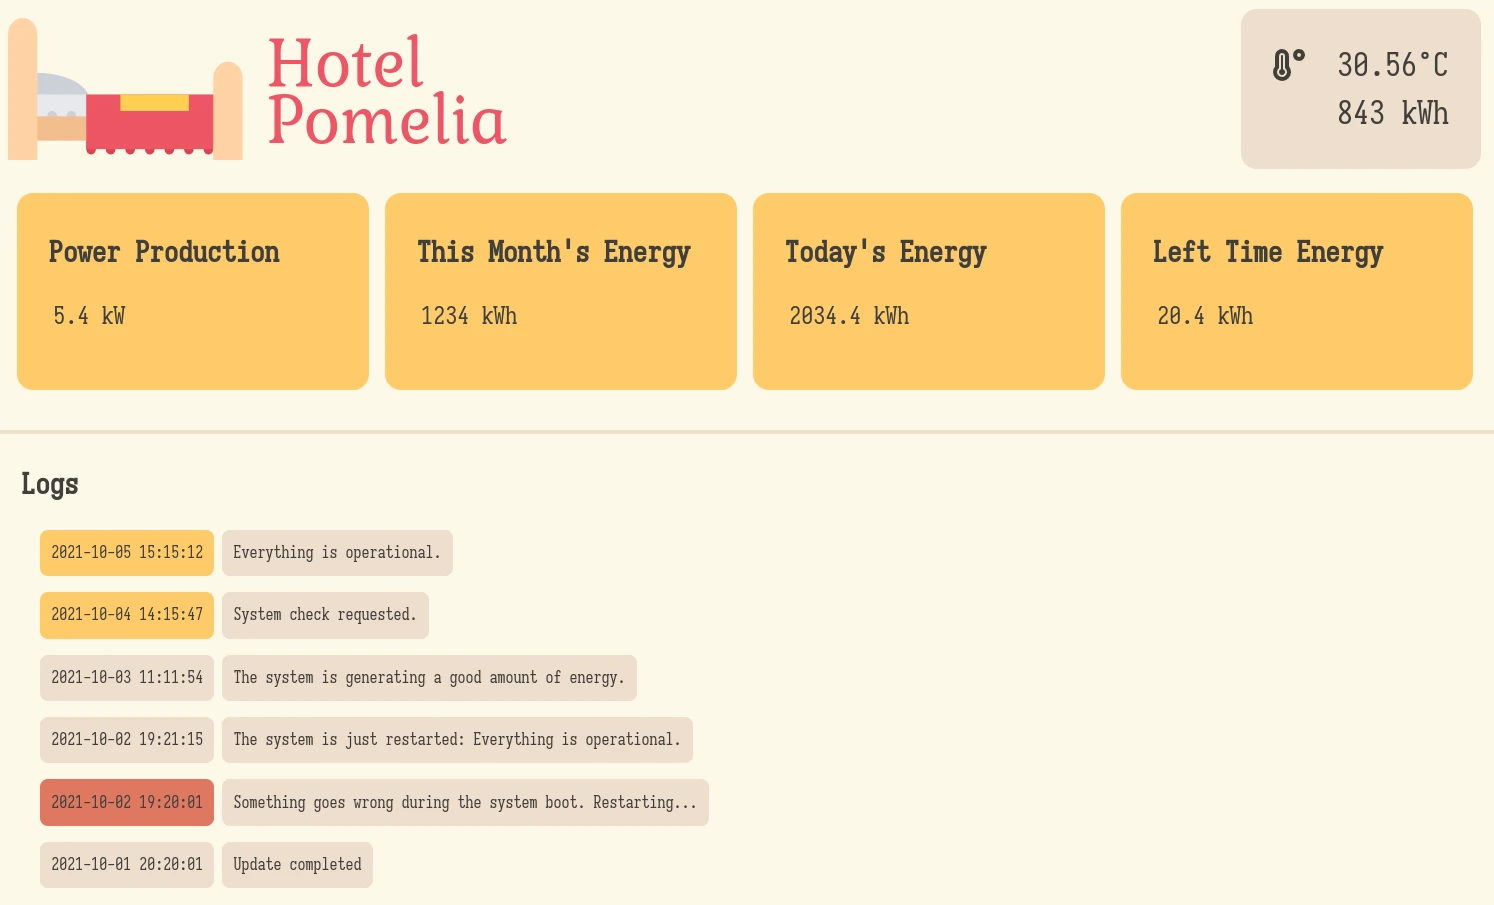 Hotel
Pomelia
30.56°C
843 kWh
Power Production
5.4 kW
This Month's Energy
1234 kWh
Today's Energy
2034.4 kWh
Left Time Energy
20.4 kWh
Logs
2021-10-05 15:15:12 Everything is operational.
2021-10-04 14:15:47 System check requested.
2021-10-03 11:11:54 The system is generating a good amount of energy.
2021-10-02 19:21:15 The system is just restarted: Everything is operational.
2021-10-02 19:20:01 Something goes wrong during the system boot. Restarting...
2021-10-01 20:20:01 Update completed